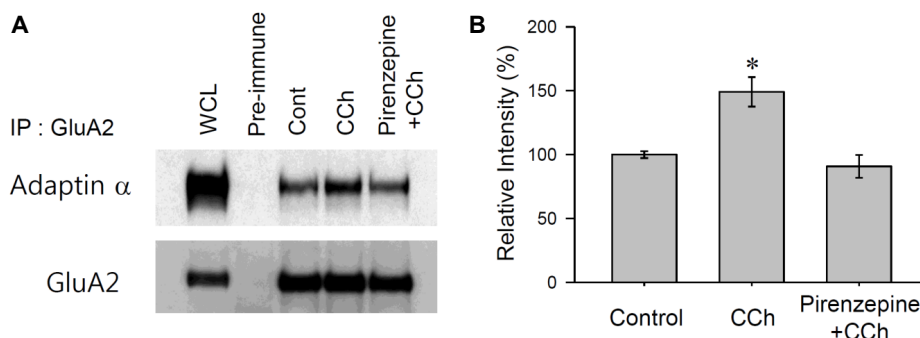 A
IP : GluA2
WCL
Pre-immune
Cont
CCh
Pirenzepine
+CCh
Adaptin α
GluA2
B
Relative Intensity (%)
200
150
100
50
0
*
Control
CCh
Pirenzepine
+CCh